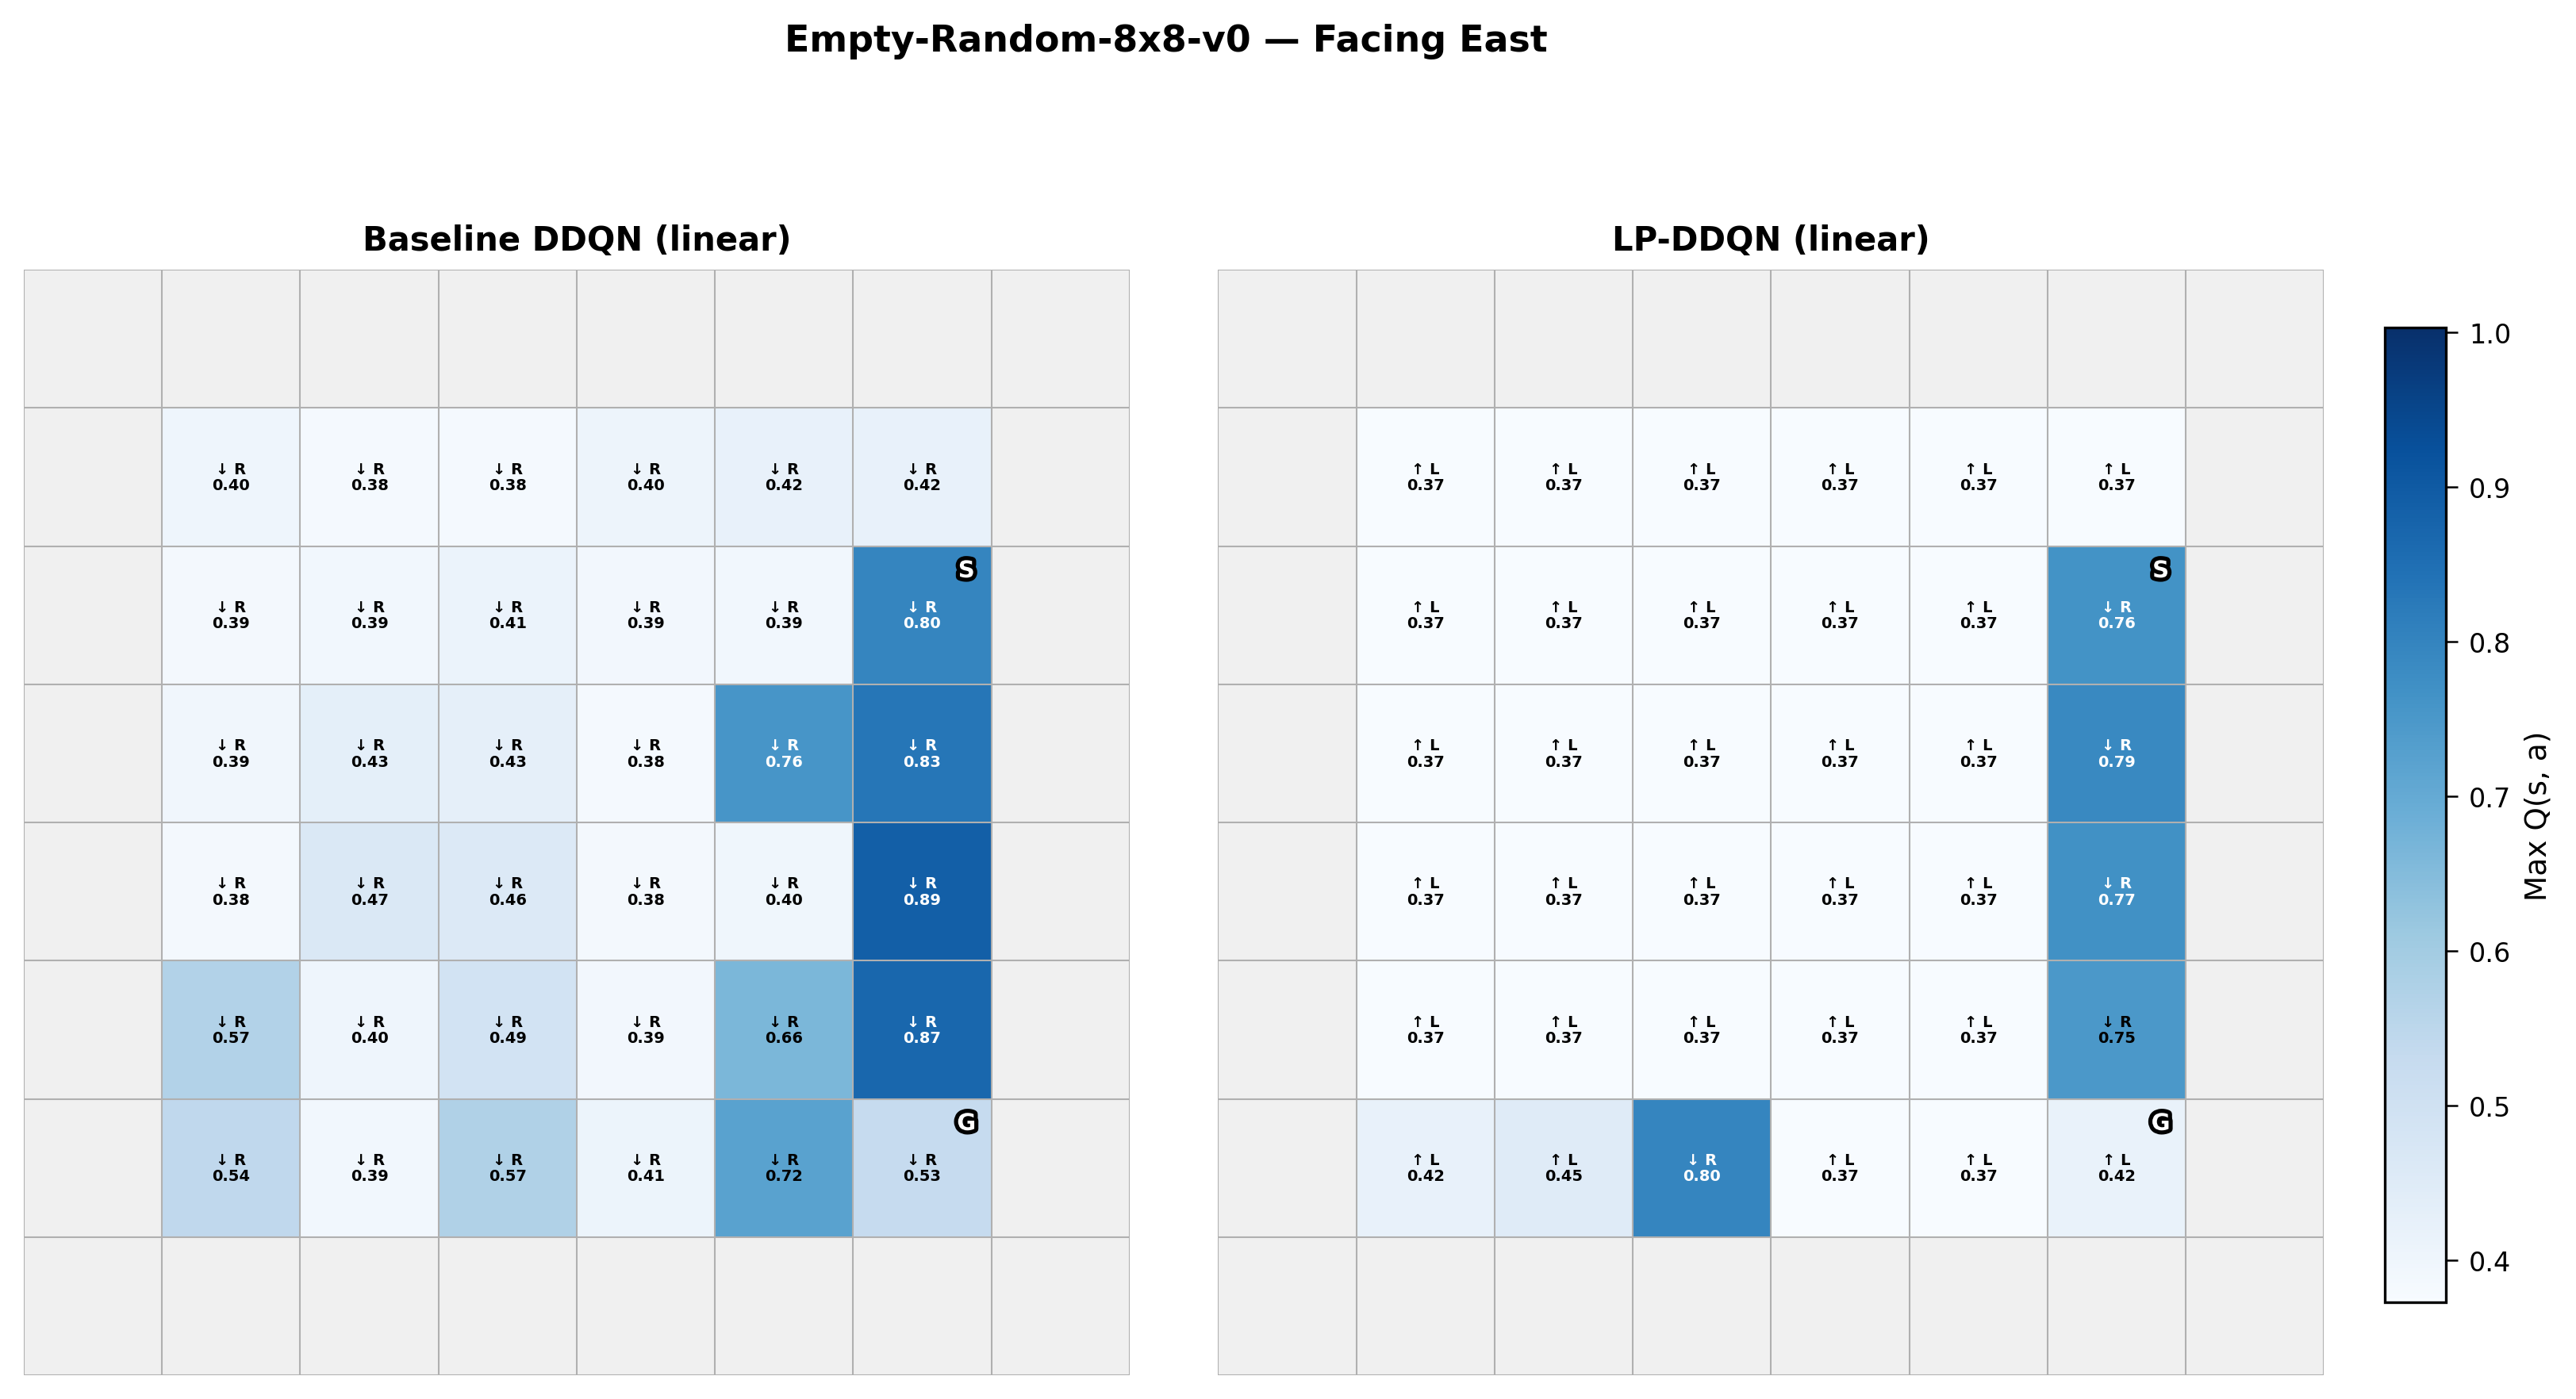 Empty-Random-8x8-v0 — Facing East
Baseline DDQN (linear)
↓ R ↓ R ↓ R ↓ R ↓ R ↓ R
0.40 0.38 0.38 0.40 0.42 0.42
S
↓ R ↓ R ↓ R ↓ R ↓ R ↓ R
0.39 0.39 0.41 0.39 0.39 0.80
↓ R ↓ R ↓ R ↓ R ↓ R ↓ R
0.39 0.43 0.43 0.38 0.76 0.83
↓ R ↓ R ↓ R ↓ R ↓ R ↓ R
0.38 0.47 0.46 0.38 0.40 0.89
↓ R ↓ R ↓ R ↓ R ↓ R ↓ R
0.57 0.40 0.49 0.39 0.66 0.87
G
↓ R ↓ R ↓ R ↓ R ↓ R ↓ R
0.54 0.39 0.57 0.41 0.72 0.53
LP-DDQN (linear)
↑ L ↑ L ↑ L ↑ L ↑ L ↑ L
0.37 0.37 0.37 0.37 0.37 0.37
S
↑ L ↑ L ↑ L ↑ L ↑ L ↓ R
0.37 0.37 0.37 0.37 0.37 0.76
↑ L ↑ L ↑ L ↑ L ↑ L ↓ R
0.37 0.37 0.37 0.37 0.37 0.79
↑ L ↑ L ↑ L ↑ L ↑ L ↓ R
0.37 0.37 0.37 0.37 0.37 0.77
↑ L ↑ L ↑ L ↑ L ↑ L ↓ R
0.37 0.37 0.37 0.37 0.37 0.75
G
↑ L ↑ L ↓ R ↑ L ↑ L ↑ L
0.42 0.45 0.80 0.37 0.37 0.42
1.0
0.9
0.8
0.7
0.6
0.5
0.4
Max Q(s, a)